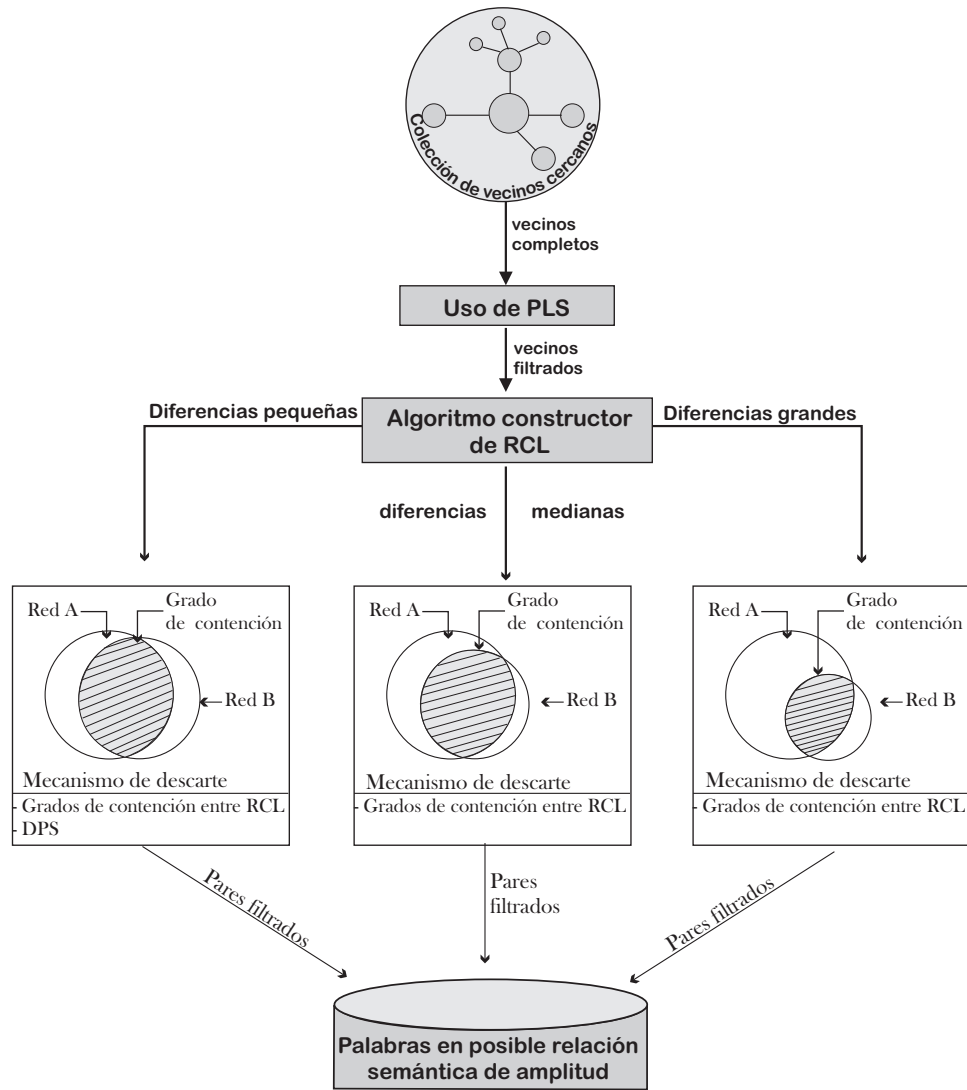 Colección de vecinos cercanos
vecinos
completos
Uso de PLS
vecinos
filtrados
Diferencias pequeñas
Algoritmo constructor
de RCL
Diferencias grandes
diferencias medianas
Red A
Grado
de contención
Red B
Mecanismo de descarte
- Grados de contención entre RCL
- DPS
Red A
Grado
de contención
Red B
Mecanismo de descarte
- Grados de contención entre RCL
Red A
Grado
de contención
Red B
Mecanismo de descarte
- Grados de contención entre RCL
Pares filtrados
Pares
filtrados
Pares filtrados
Palabras en posible relación
semántica de amplitud